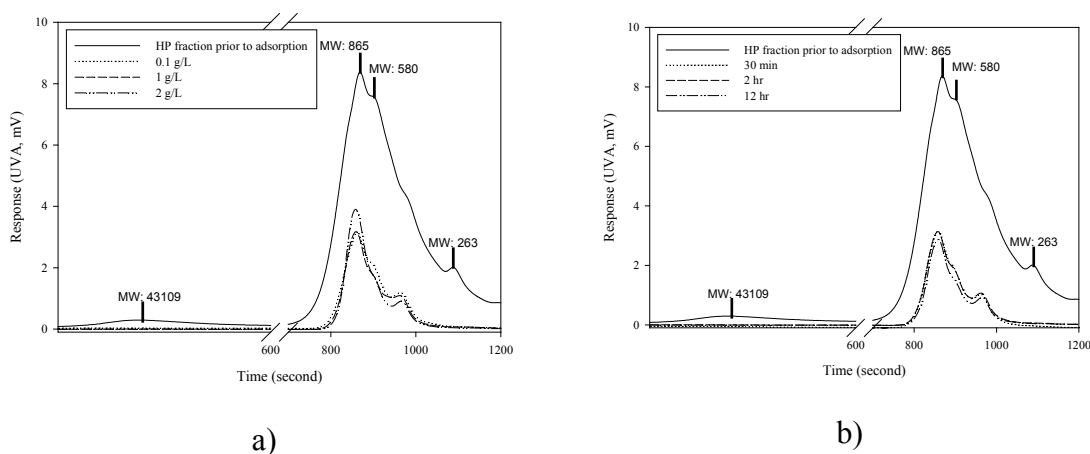 10
8
6
4
2
0
Response (UVA, mV)
HP fraction prior to adsorption
0.1 g/L
1 g/L
2 g/L
MW: 865
MW: 580
MW: 263
MW: 43109
600
800
1000
1200
Time (second)
a)
10
8
6
4
2
0
Response (UVA, mV)
HP fraction prior to adsorption
30 min
2 hr
12 hr
MW: 865
MW: 580
MW: 263
MW: 43109
600
800
1000
1200
Time (second)
b)